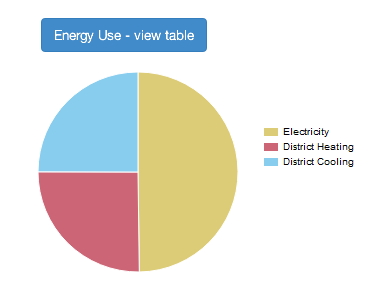 Energy Use - view table
Electricity
District Heating
District Cooling